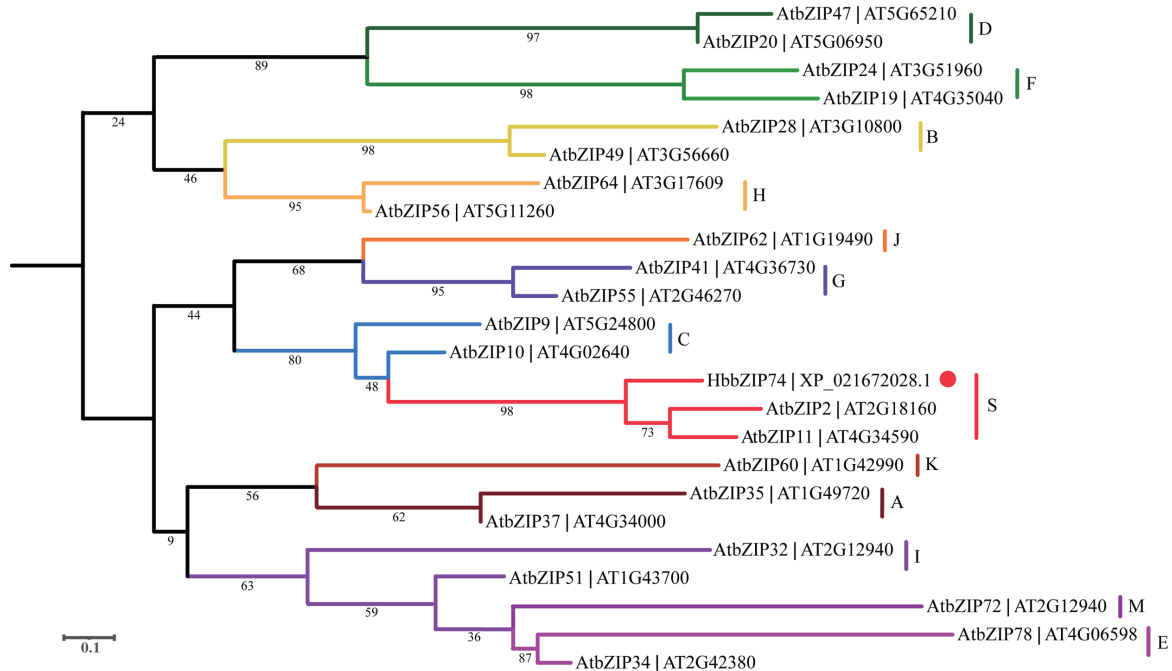 AtbZIP47 | AT5G65210
D
97
AtbZIP20 | AT5G06950
89
AtbZIP24 | AT3G51960
F
98
AtbZIP19 | AT4G35040
24
AtbZIP28 | AT3G10800
B
98
AtbZIP49 | AT3G56660
46
AtbZIP64 | AT3G17609
H
95
AtbZIP56 | AT5G11260
AtbZIP62 | AT1G19490
J
68
AtbZIP41 | AT4G36730
G
95
AtbZIP55 | AT2G46270
44
AtbZIP9 | AT5G24800
C
80
AtbZIP10 | AT4G02640
48
HbbZIP74 | XP_021672028.1
S
98
AtbZIP2 | AT2G18160
73
AtbZIP11 | AT4G34590
AtbZIP60 | AT1G42990
K
56
AtbZIP35 | AT1G49720
A
62
AtbZIP37 | AT4G34000
9
AtbZIP32 | AT2G12940
I
63
AtbZIP51 | AT1G43700
59
AtbZIP72 | AT2G12940
M
36
AtbZIP78 | AT4G06598
E
87
AtbZIP34 | AT2G42380
0.1